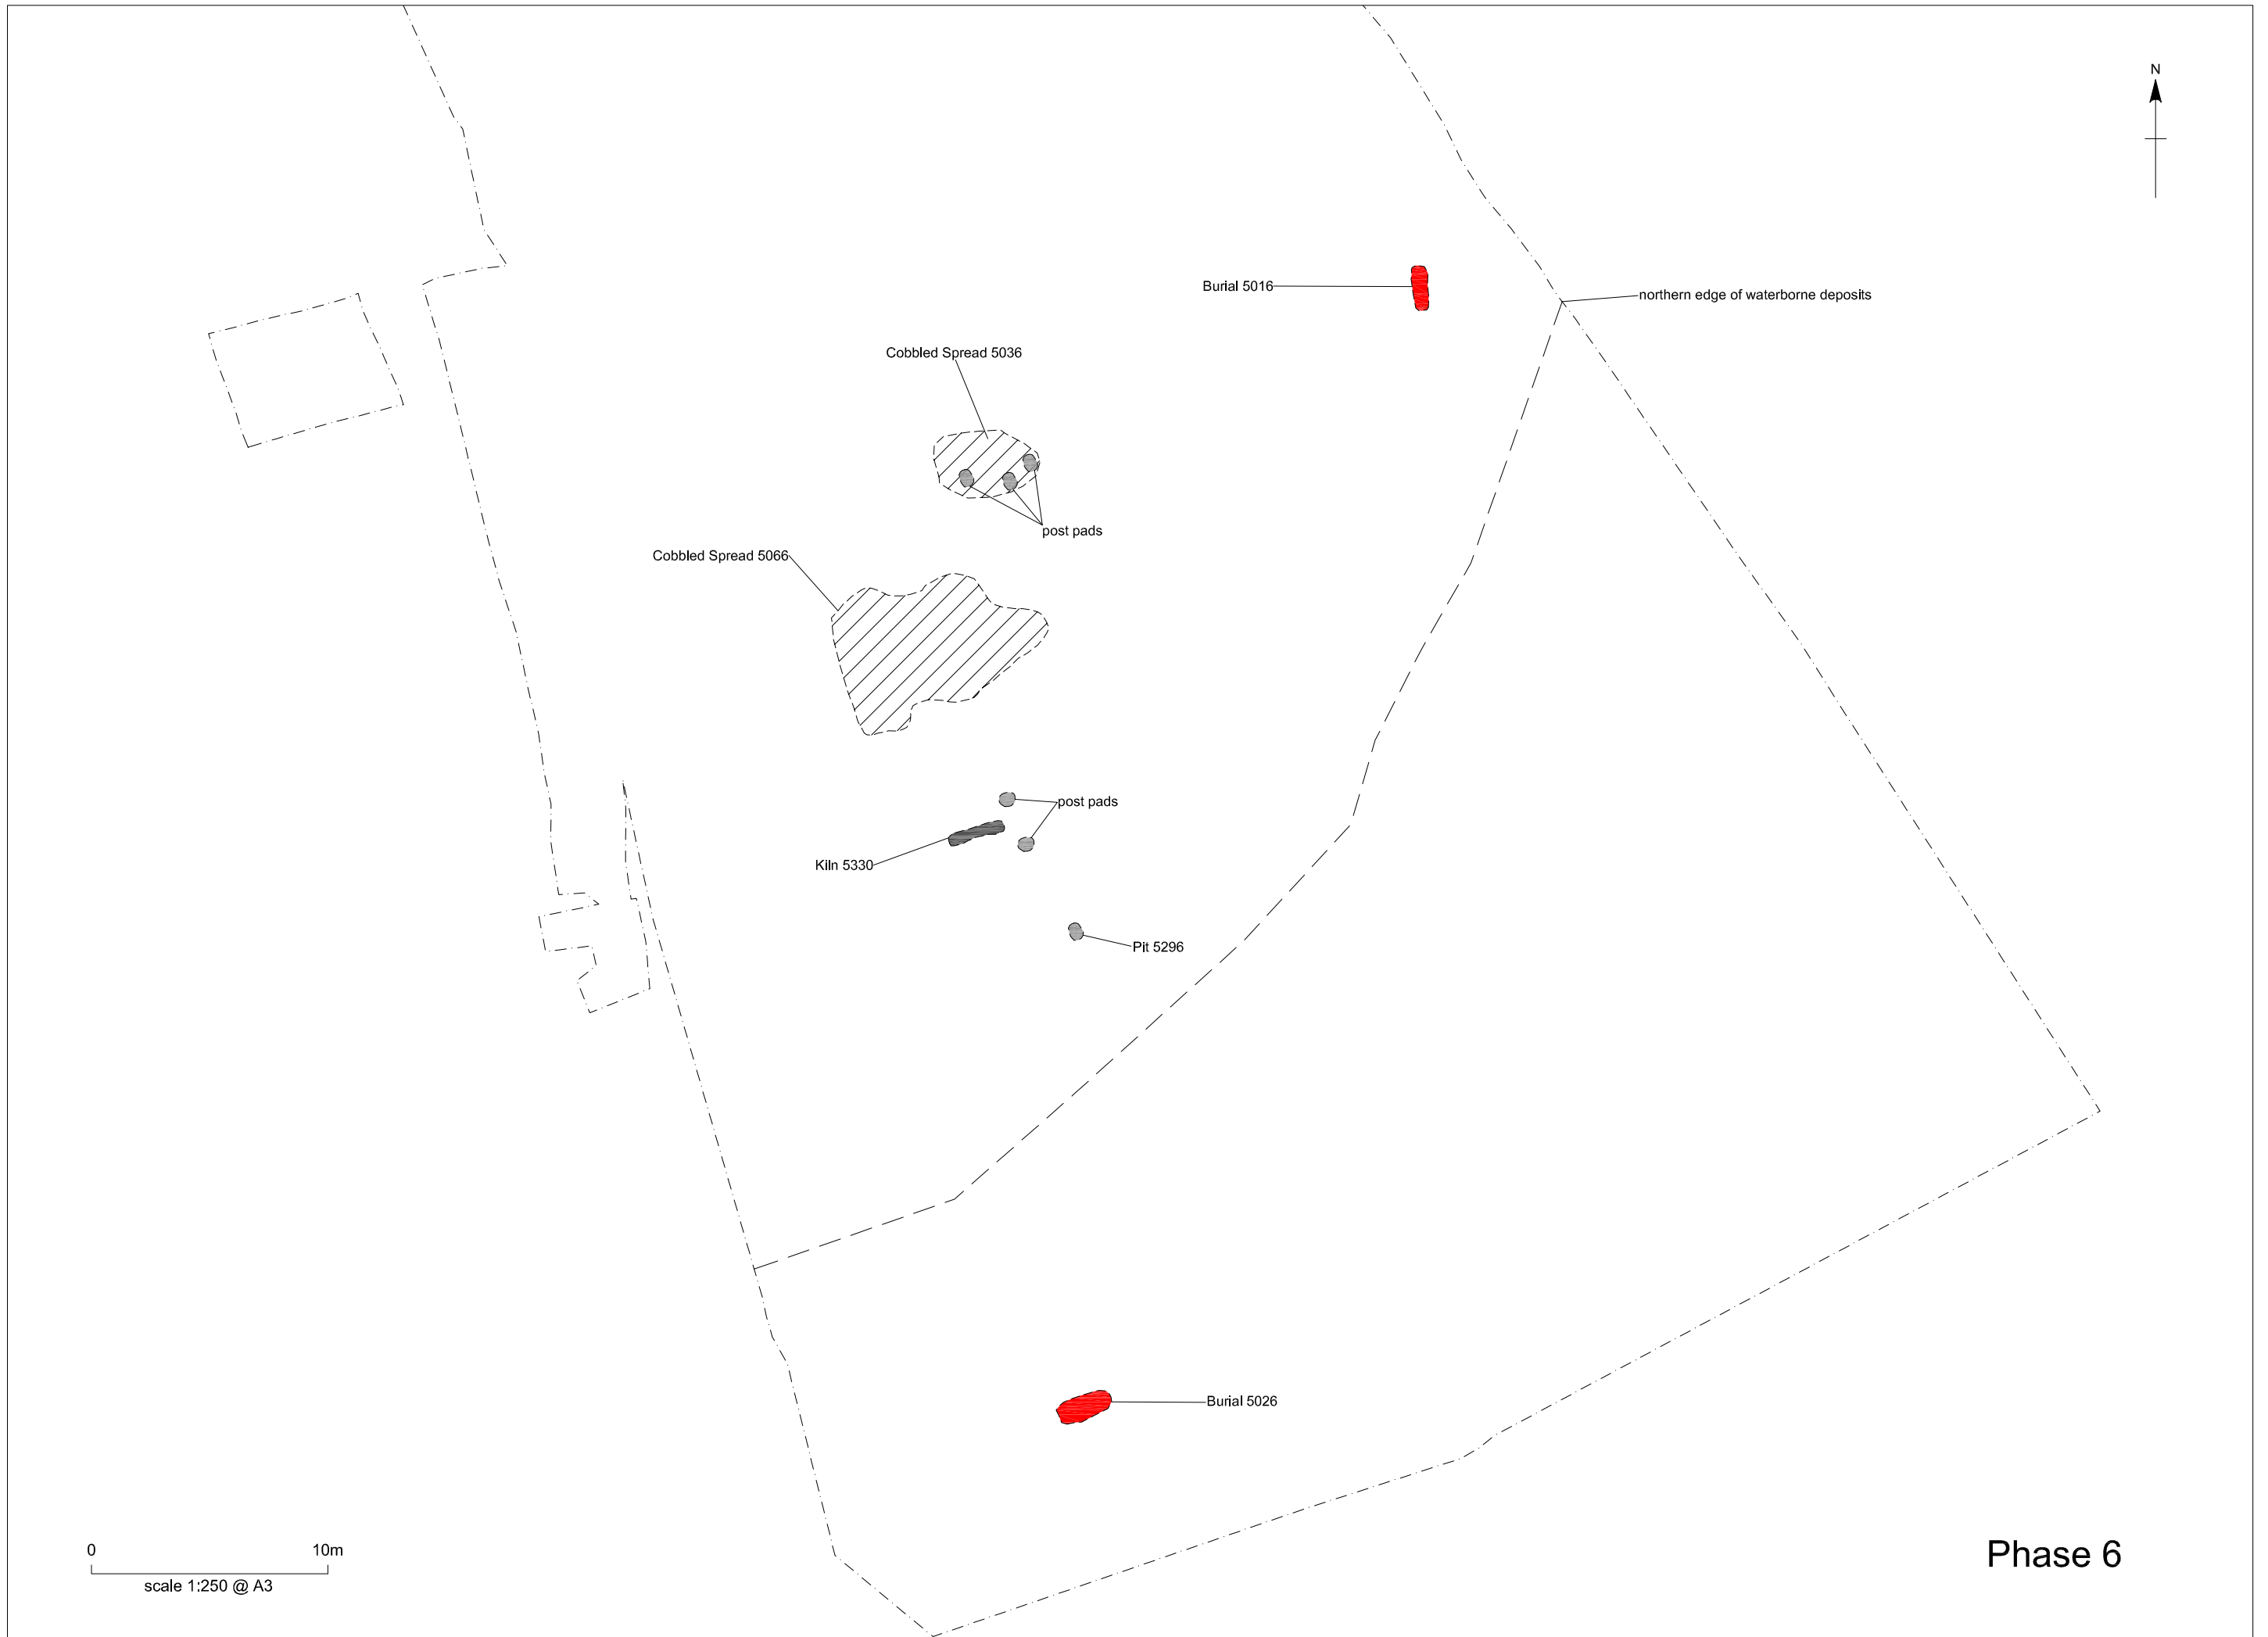 N
Burial 5016
northern edge of waterborne deposits
Cobbled Spread 5036
post pads
Cobbled Spread 5066
post pads
Kiln 5330
Pit 5296
Burial 5026
0 10m
scale 1:250 @ A3
Phase 6